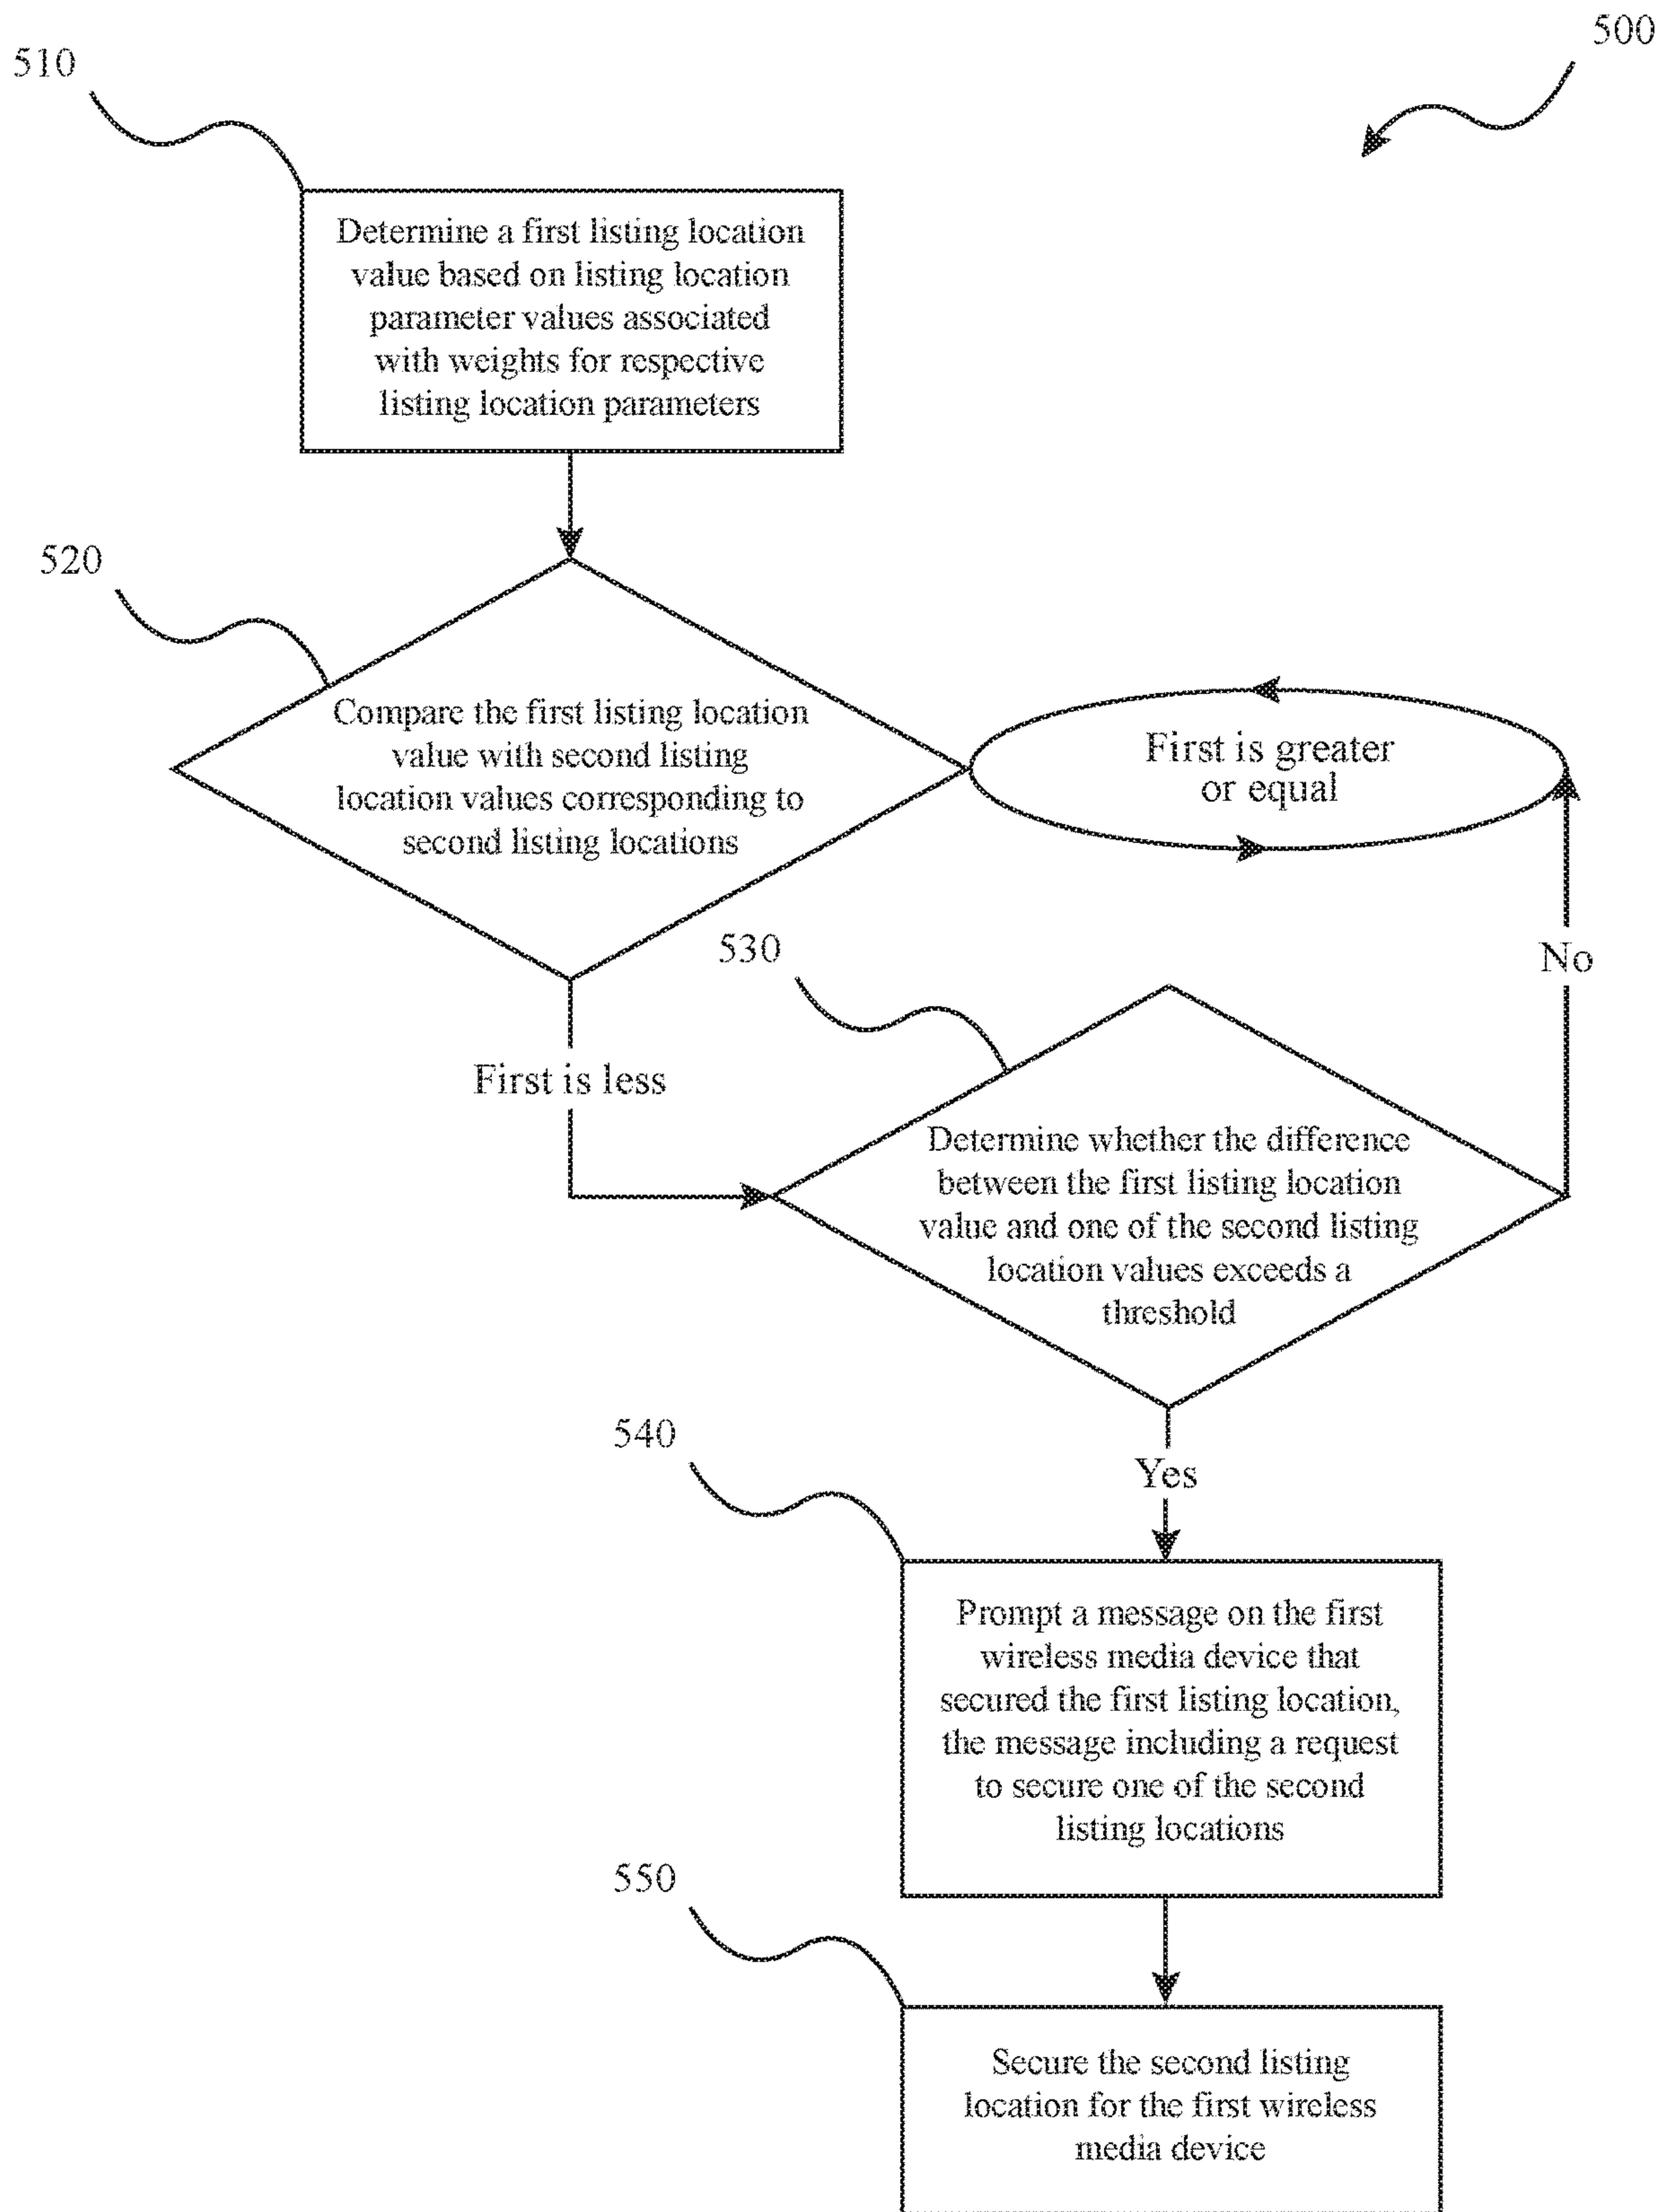 500
510
Determine a first listing location
value based on listing location
parameter values associated
with weights for respective
listing location parameters
520
Compare the first listing location
value with second listing
location values corresponding to
second listing locations
First is greater
or equal
530
No
First is less
Determine whether the difference
between the first listing location
value and one of the second listing
location values exceeds a
threshold
540
Yes
Prompt a message on the first
wireless media device that
secured the first listing location,
the message including a request
to secure one of the second
listing locations
550
Secure the second listing
location for the first wireless
media device